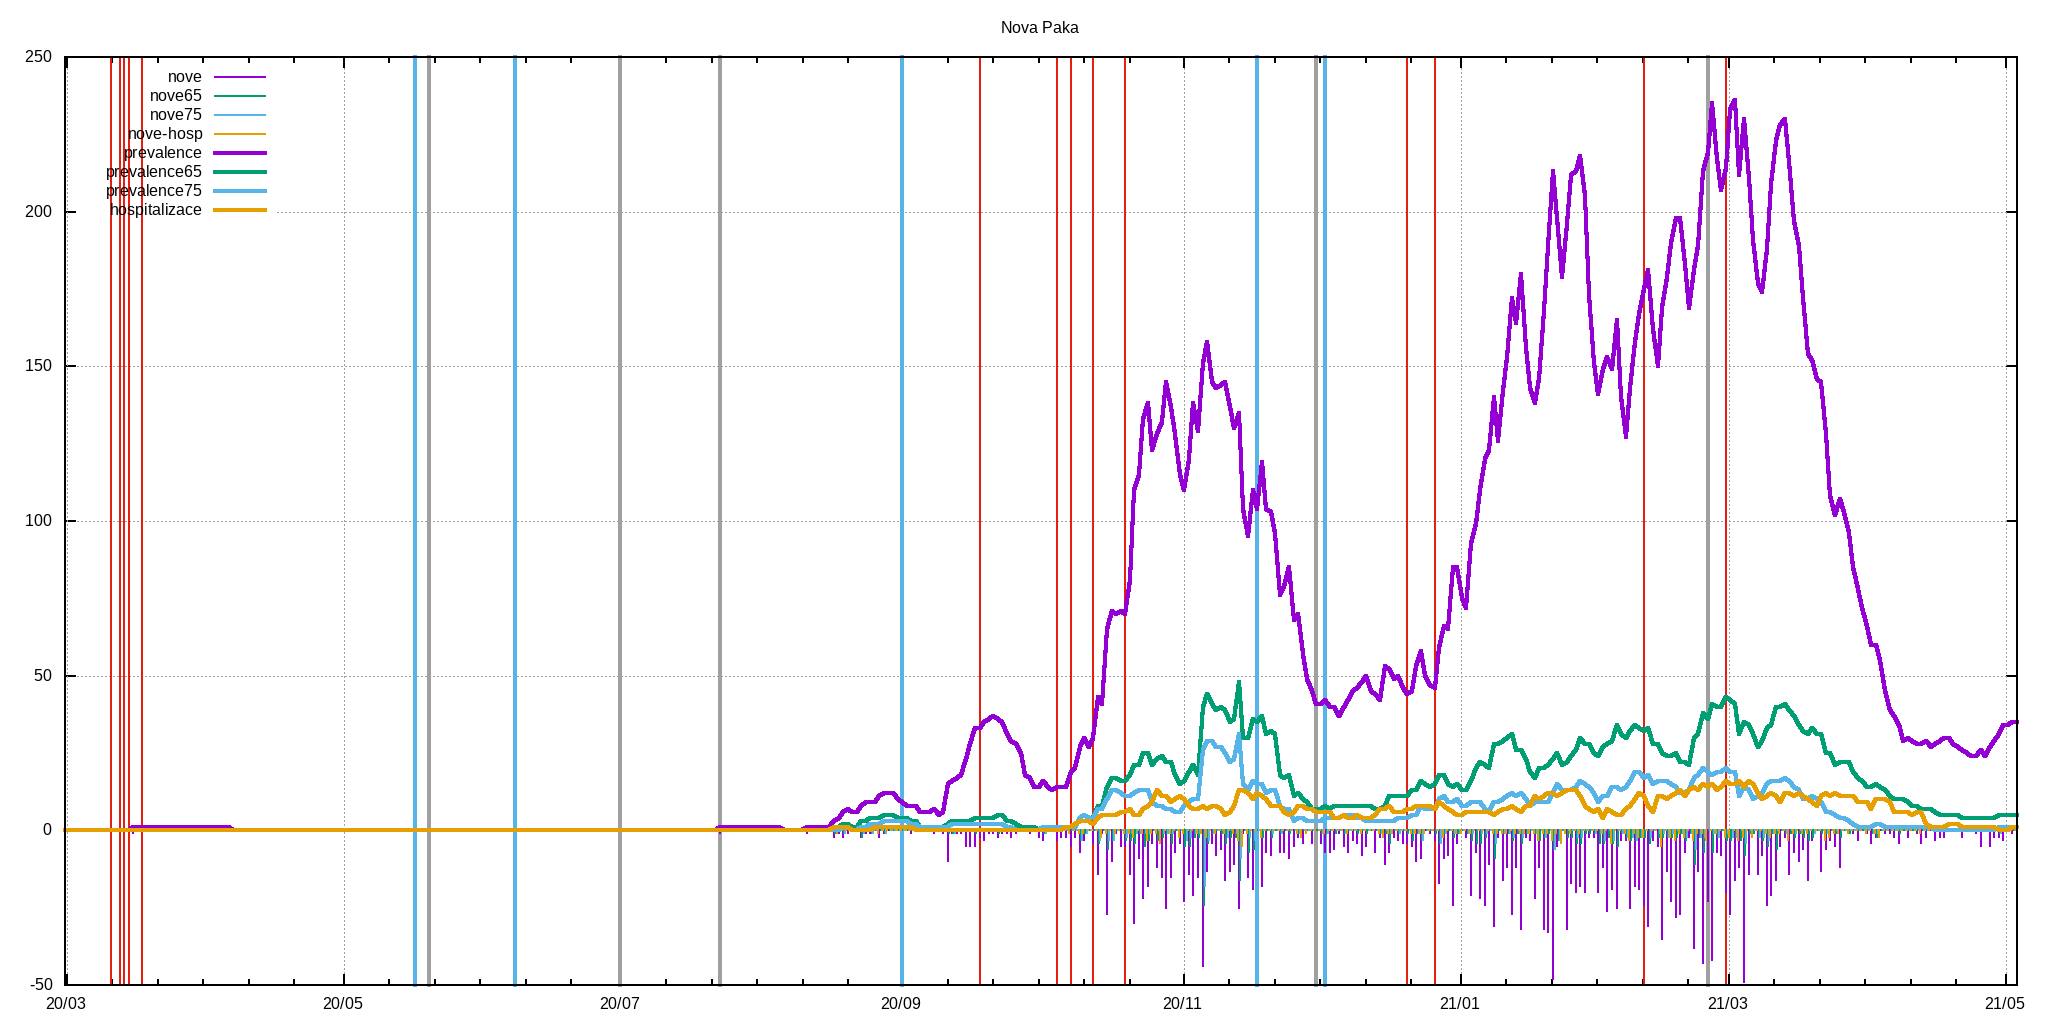 Nova Paka
250
200
150
100
50
0
-50
nove
nove65
nove75
nove-hosp
prevalence
prevalence65
prevalence75
hospitalizace
20/03 20/05 20/07 20/09 20/11 21/01 21/03 21/05